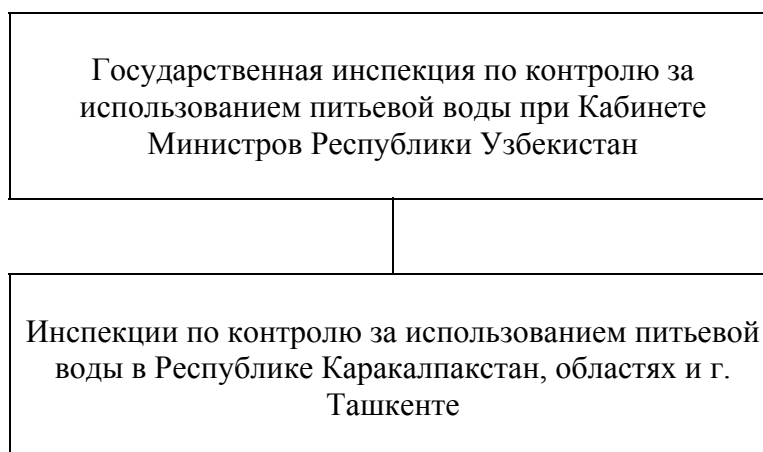 Государственная инспекция по контролю за
использованием питьевой воды при Кабинете
Министров Республики Узбекистан
Инспекции по контролю за использованием питьевой
воды в Республике Каракалпакстан, областях и г.
Ташкенте